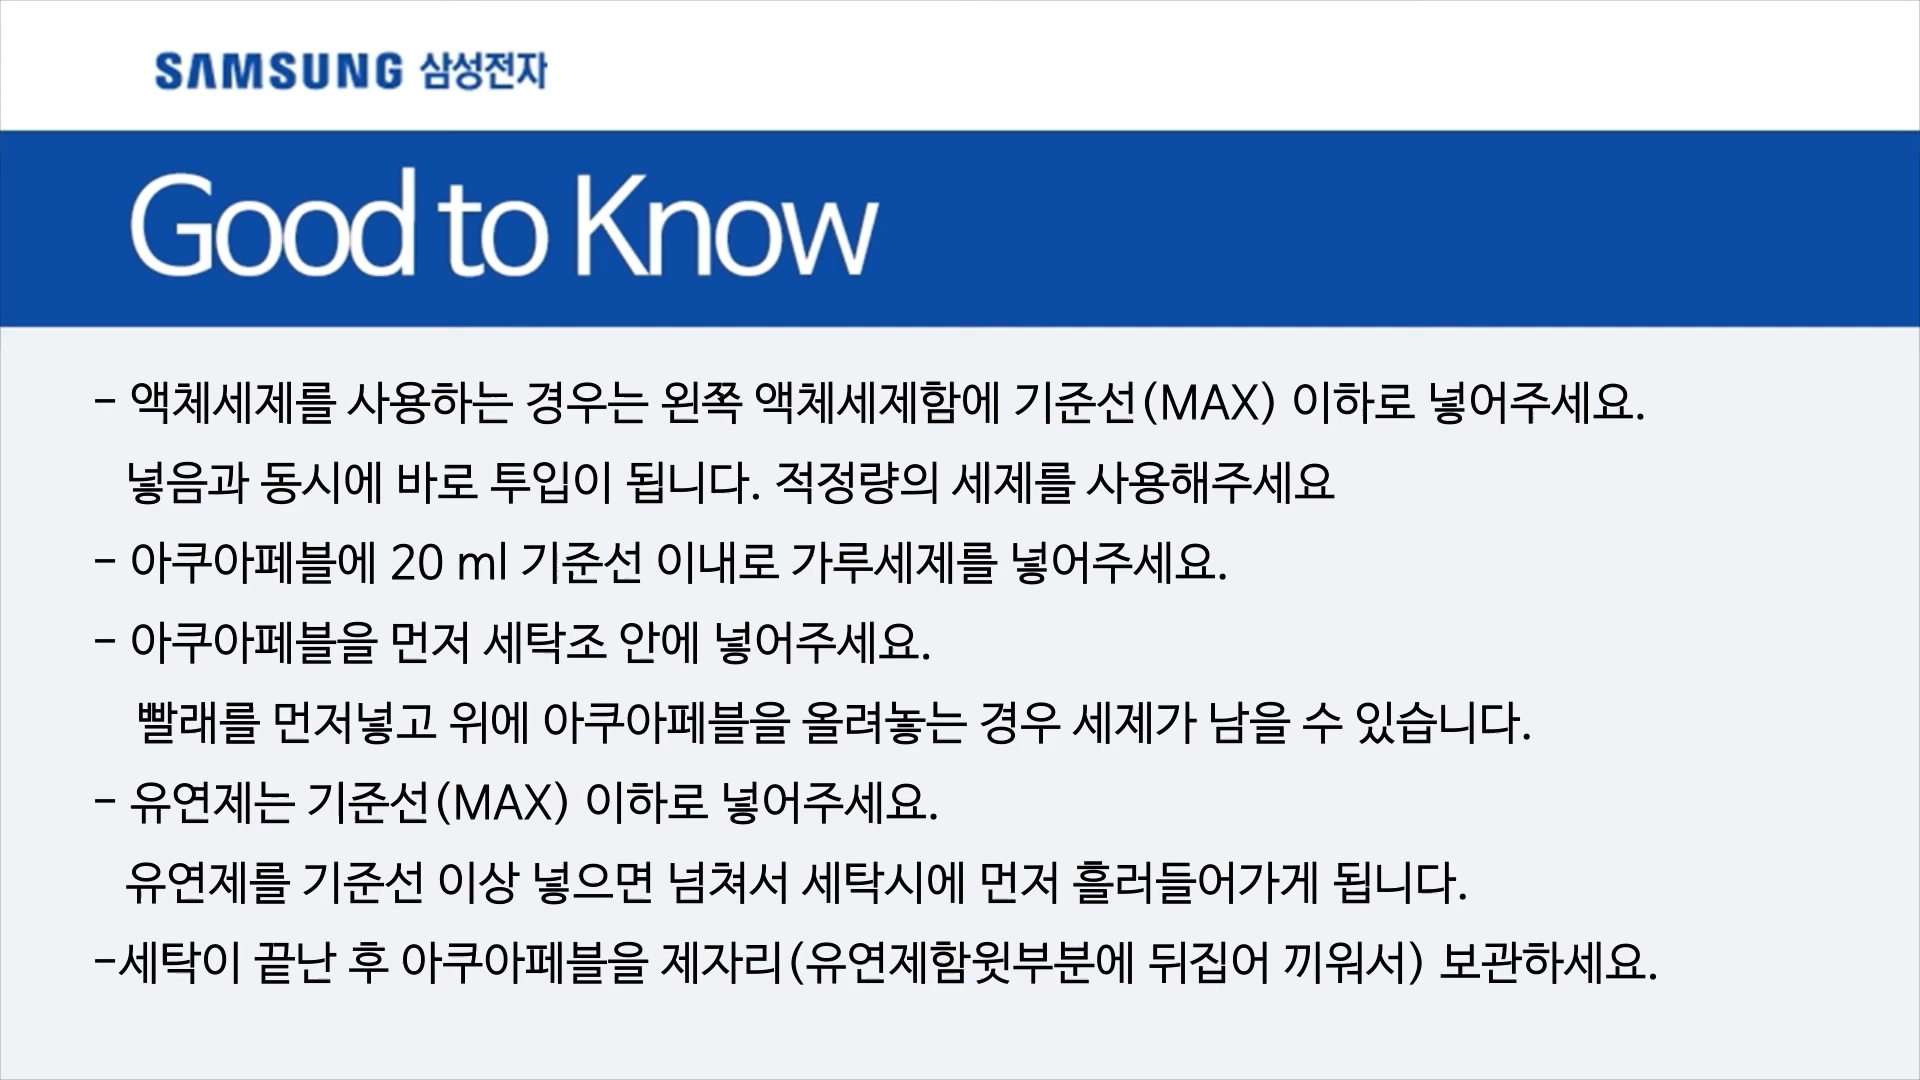 SAMSUNG 삼성전자
Good to Know
- 액체세제를 사용하는 경우는 왼쪽 액체세제함에 기준선(MAX) 이하로 넣어주세요.
넣음과 동시에 바로 투입이 됩니다. 적정량의 세제를 사용해주세요
- 아쿠아페블에 20 ml 기준선 이내로 가루세제를 넣어주세요.
- 아쿠아페블을 먼저 세탁조 안에 넣어주세요.
빨래를 먼저넣고 위에 아쿠아페블을 올려놓는 경우 세제가 남을 수 있습니다.
- 유연제는 기준선(MAX) 이하로 넣어주세요.
유연제를 기준선 이상 넣으면 넘쳐서 세탁시에 먼저 흘러들어가게 됩니다.
-세탁이 끝난 후 아쿠아페블을 제자리(유연제함윗부분에 뒤집어 끼워서) 보관하세요.